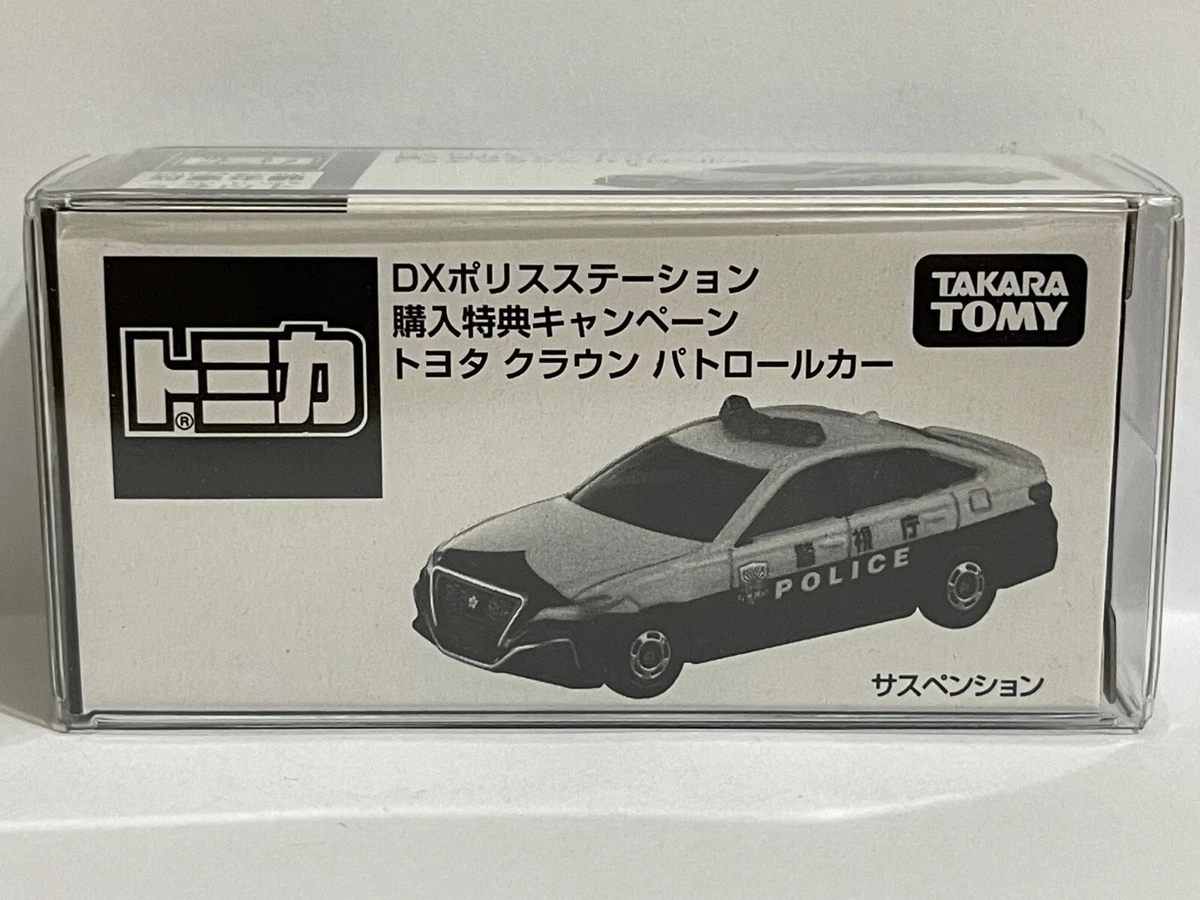 トミカ
®
DXポリスステーション
購入特典キャンペーン
トヨタ クラウン パトロールカー
TAKARA
TOMY
警視庁
POLICE
サスペンション